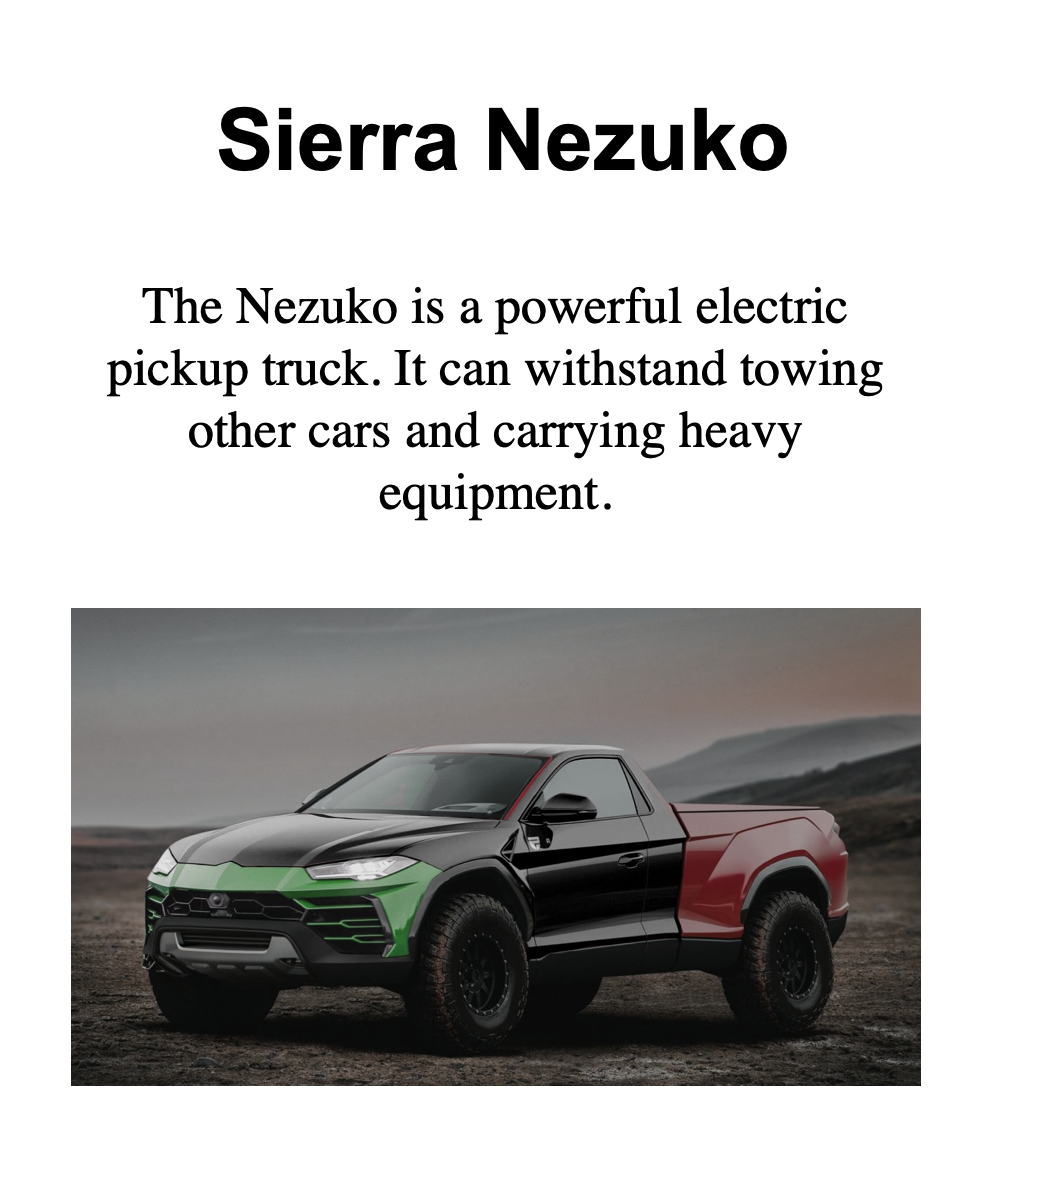 Sierra Nezuko
The Nezuko is a powerful electric
pickup truck. It can withstand towing
other cars and carrying heavy
equipment.